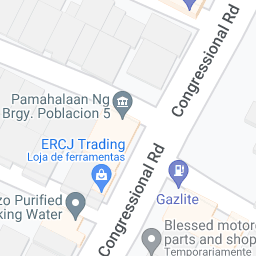 Congressional Rd
Pamahalaan Ng
Brgy. Poblacion 5
ERCJ Trading
Loja de ferramentas
Congressional Rd
Gazlite
zo Purified
king Water
Blessed motor
parts and shop
Temporariamente